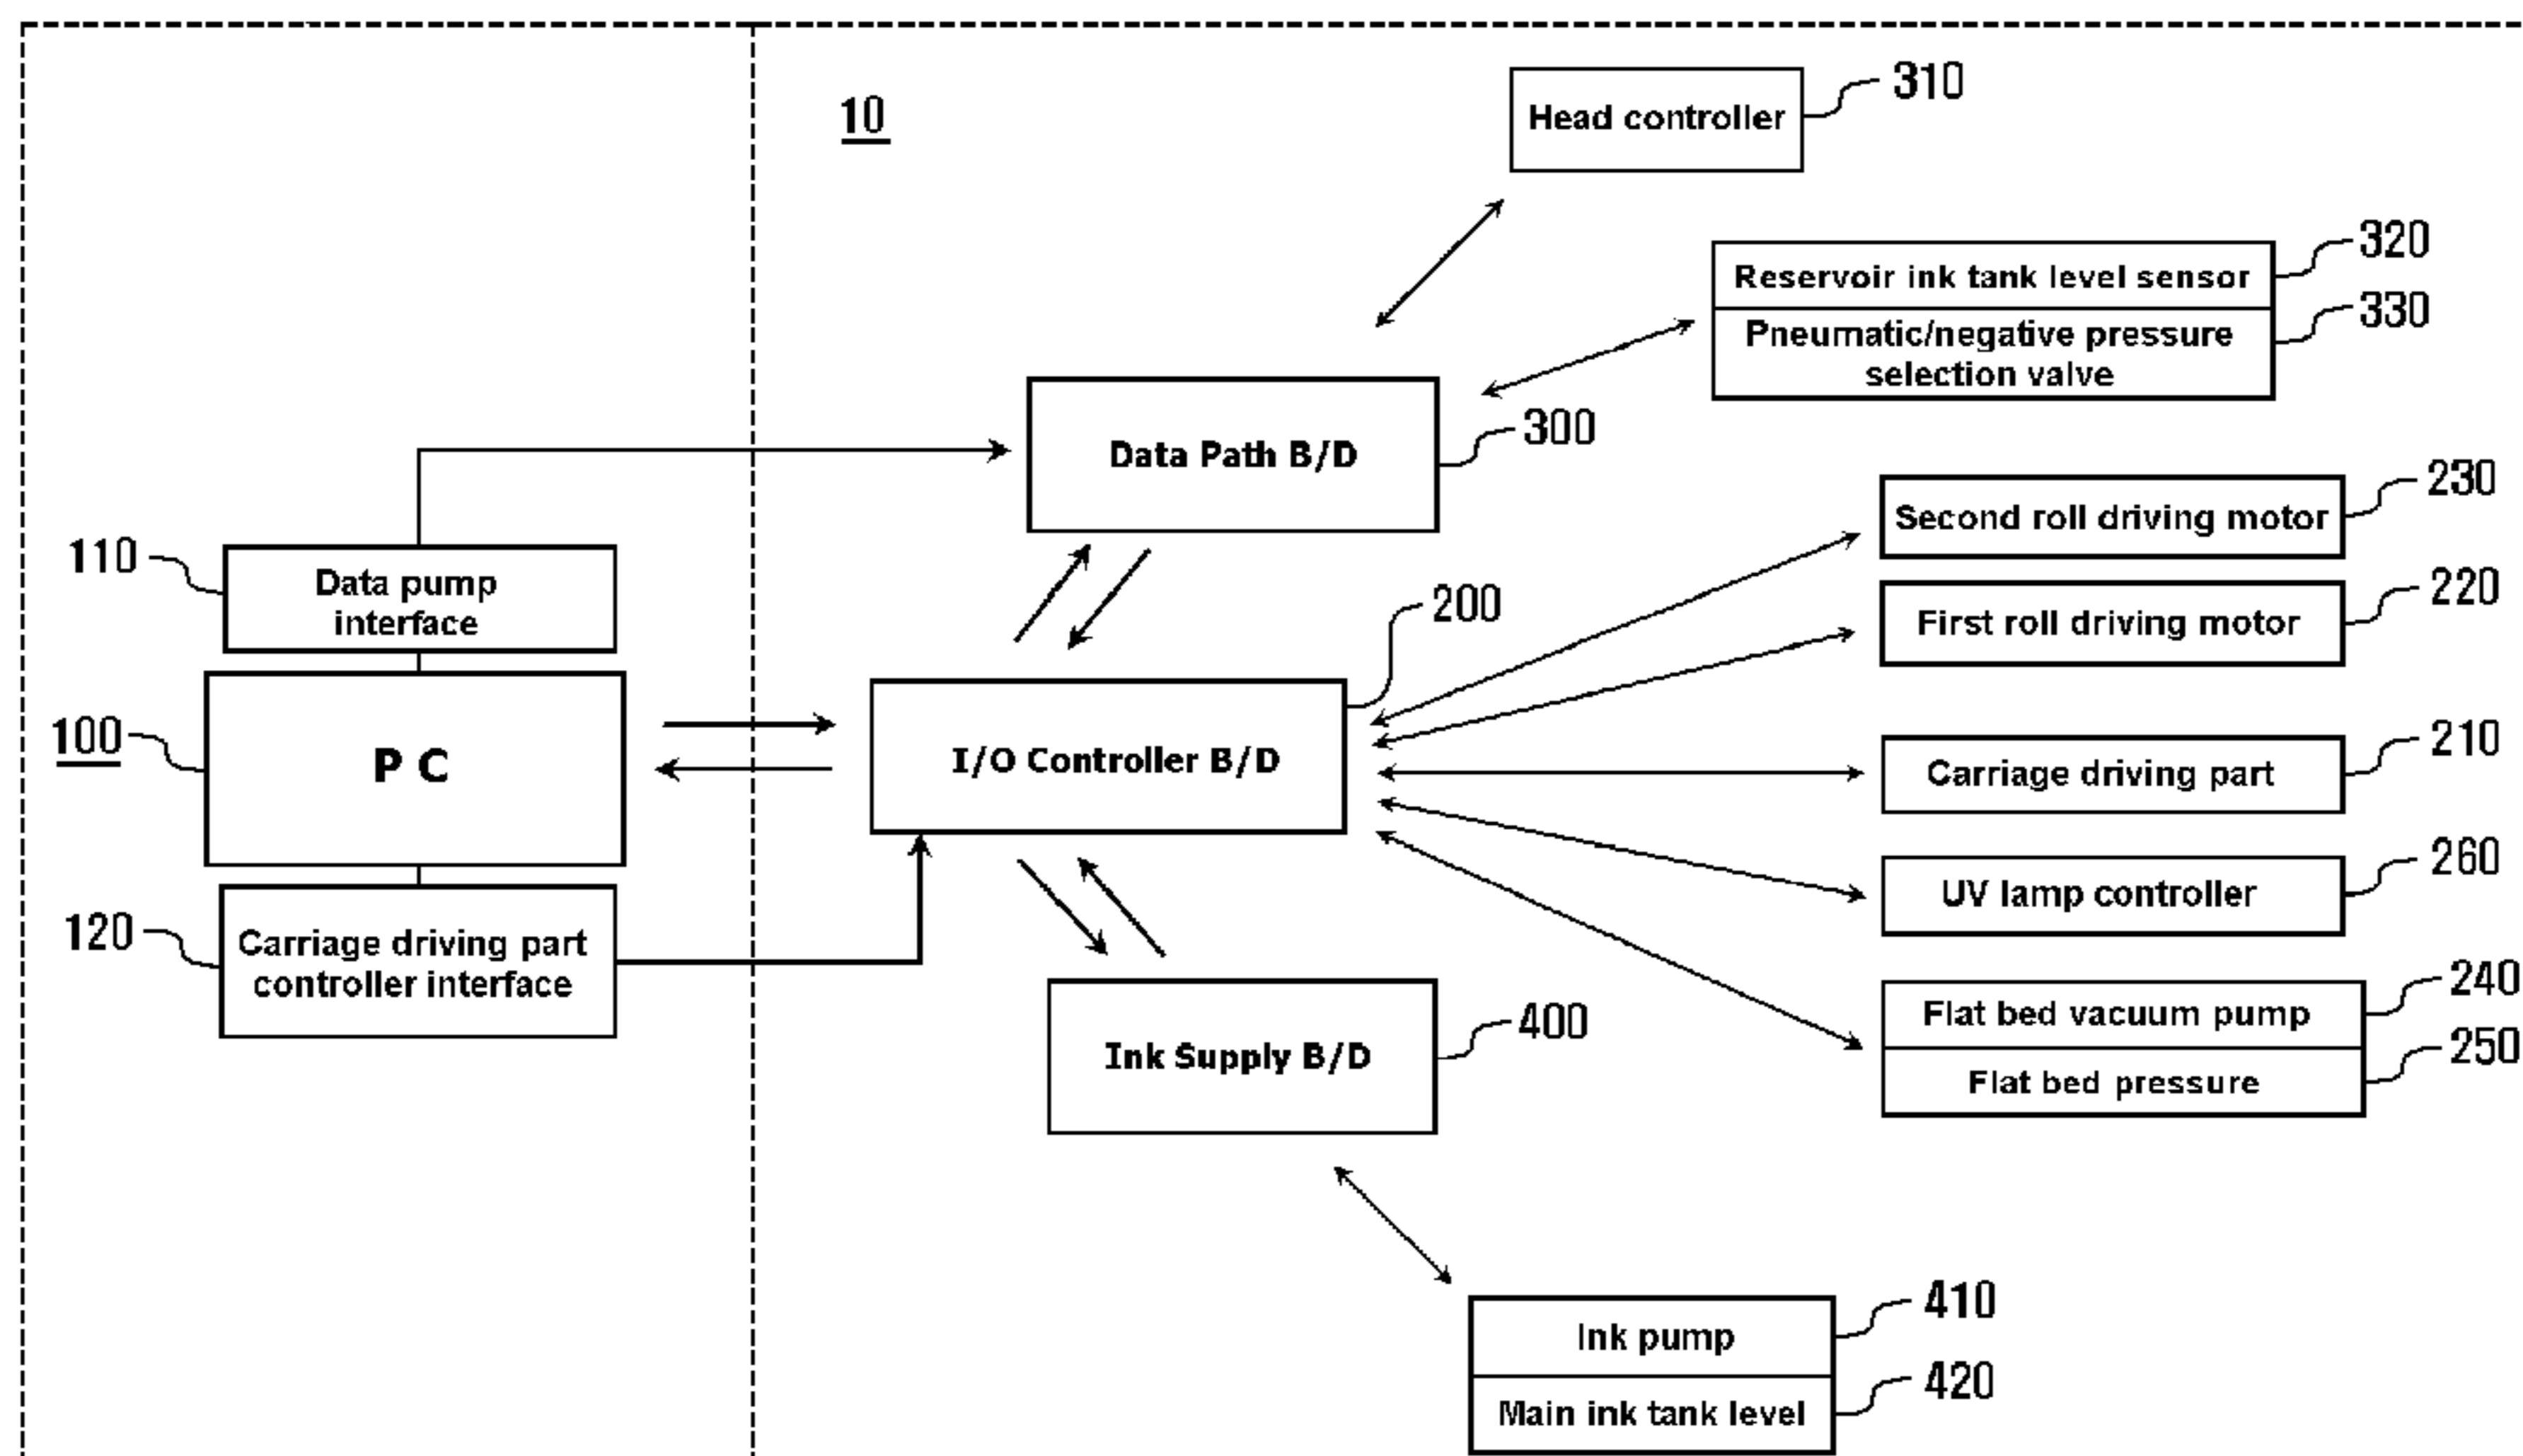 10
Head controller
310
Reservoir ink tank level sensor
320
Pneumatic/negative pressure
selection valve
330
Data Path B/D
300
Second roll driving motor
230
110
Data pump
interface
First roll driving motor
220
200
100
P C
I/O Controller B/D
Carriage driving part
210
UV lamp controller
260
120
Carriage driving part
controller interface
Ink Supply B/D
400
Flat bed vacuum pump
240
Flat bed pressure
250
Ink pump
410
Main ink tank level
420